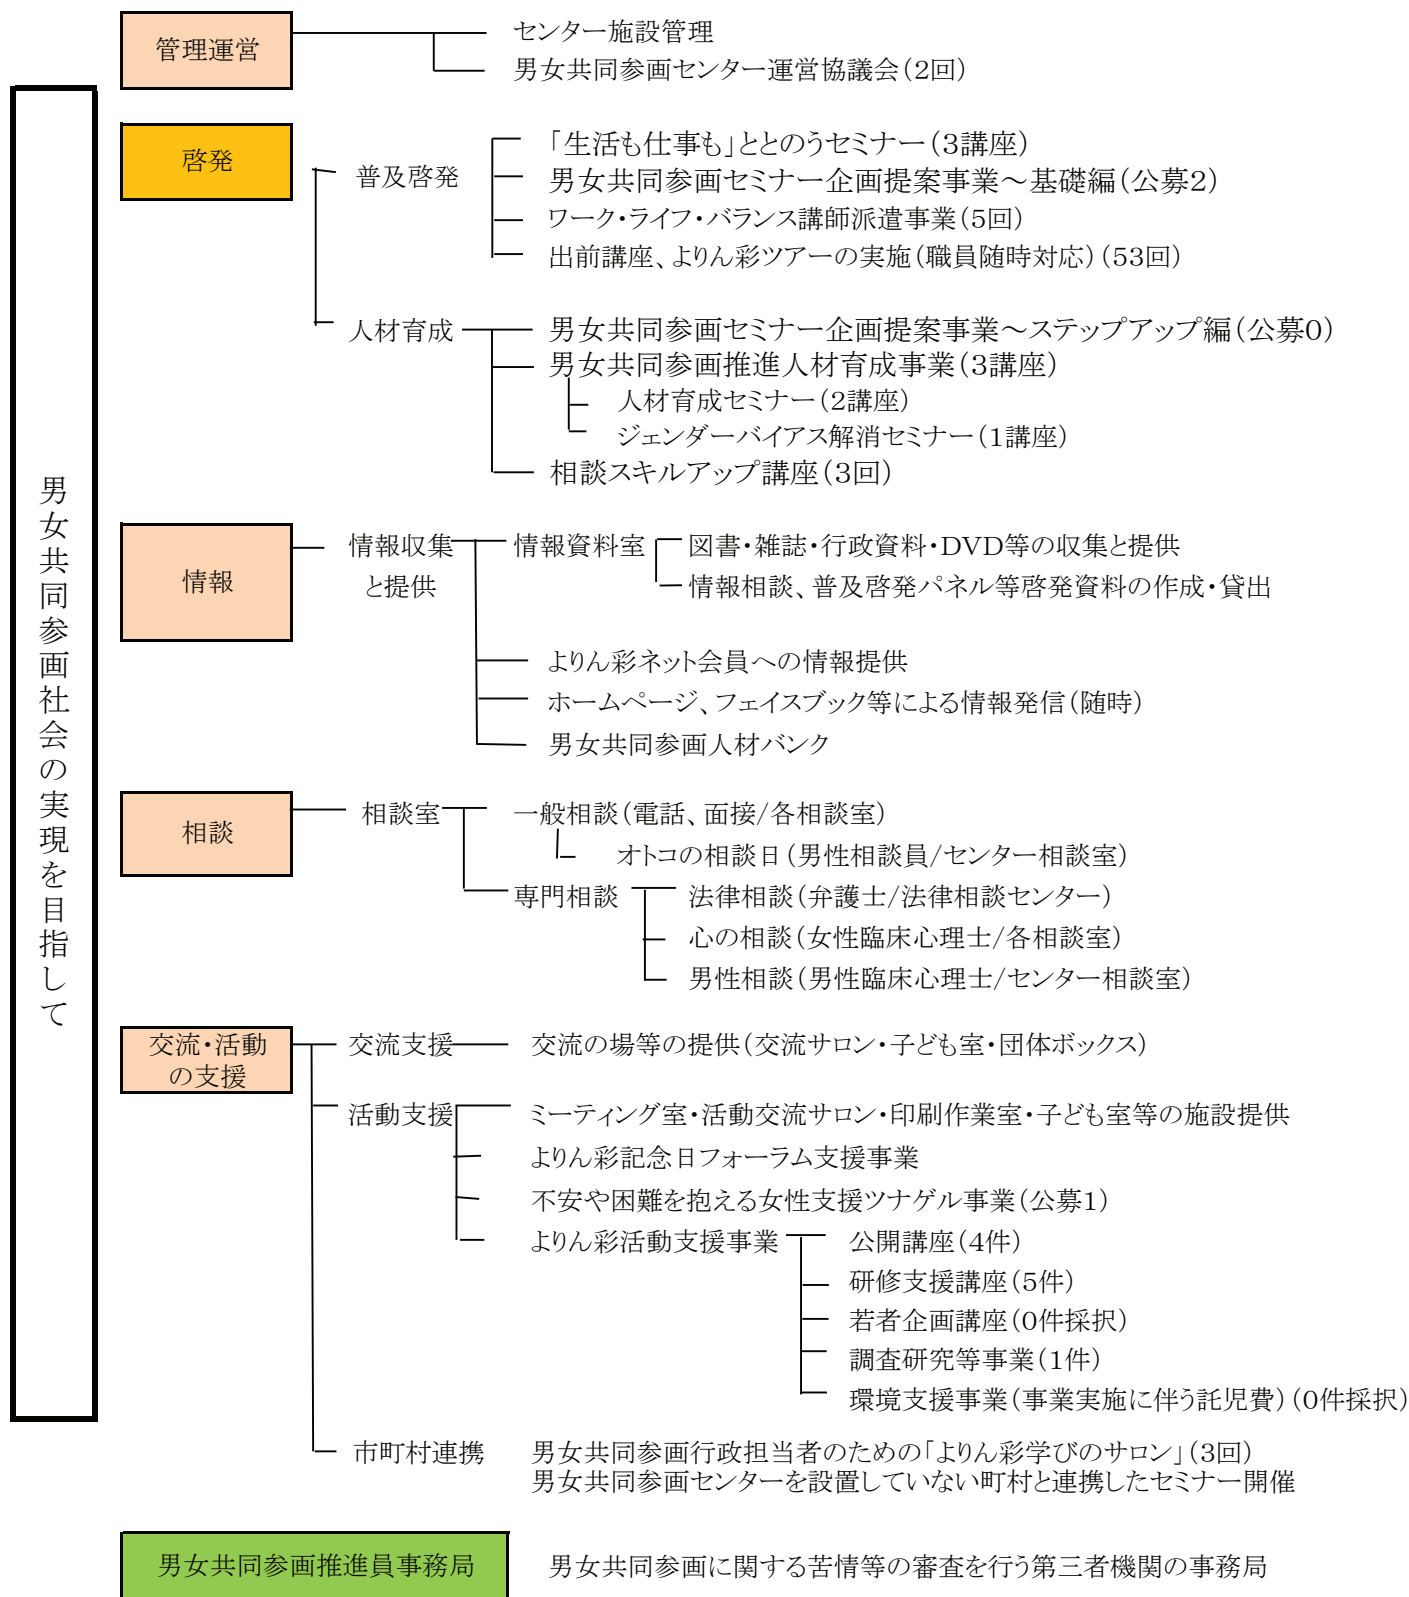 男女共同参画社会の実現を目指して
管理運営
センター施設管理
男女共同参画センター運営協議会(2回)
啓発
普及啓発
「生活も仕事も」ととのうセミナー(3講座)
男女共同参画セミナー企画提案事業~基礎編(公募2)
ワーク・ライフ・バランス講師派遣事業(5回)
出前講座、よりん彩ツアーの実施(職員随時対応)(53回)
人材育成
男女共同参画セミナー企画提案事業~ステップアップ編(公募0)
男女共同参画推進人材育成事業(3講座)
人材育成セミナー(2講座)
ジェンダーバイアス解消セミナー(1講座)
相談スキルアップ講座(3回)
情報
情報収集
と提供
情報資料室
図書・雑誌・行政資料・DVD等の収集と提供
情報相談、普及啓発パネル等啓発資料の作成・貸出
よりん彩ネット会員への情報提供
ホームページ、フェイスブック等による情報発信(随時)
男女共同参画人材バンク
相談
相談室
一般相談(電話、面接/各相談室)
オトコの相談日(男性相談員/センター相談室)
専門相談
法律相談(弁護士/法律相談センター)
心の相談(女性臨床心理士/各相談室)
男性相談(男性臨床心理士/センター相談室)
交流・活動
の支援
交流支援
交流の場等の提供(交流サロン・子ども室・団体ボックス)
活動支援
ミーティング室・活動交流サロン・印刷作業室・子ども室等の施設提供
よりん彩記念日フォーラム支援事業
不安や困難を抱える女性支援ツナゲル事業(公募1)
よりん彩活動支援事業
公開講座(4件)
研修支援講座(5件)
若者企画講座(0件採択)
調査研究等事業(1件)
環境支援事業(事業実施に伴う託児費)(0件採択)
市町村連携
男女共同参画行政担当者のための「よりん彩学びのサロン」(3回)
男女共同参画センターを設置していない町村と連携したセミナー開催
男女共同参画推進員事務局
男女共同参画に関する苦情等の審査を行う第三者機関の事務局